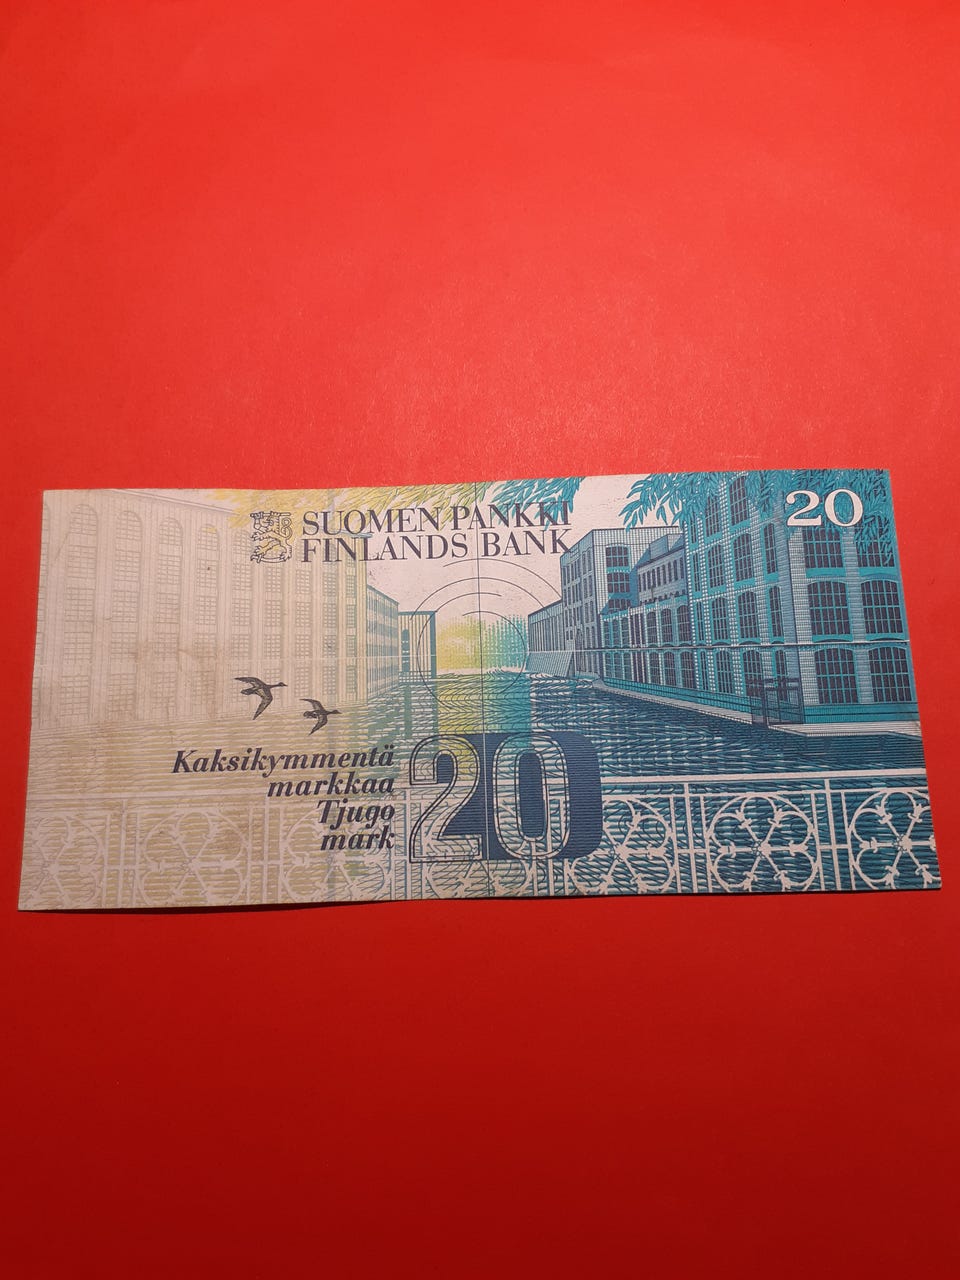 SUOMEN PANKKI
FINLANDS BANK
20
Kaksikymmentä
markkaa
Tjugo
mark
20